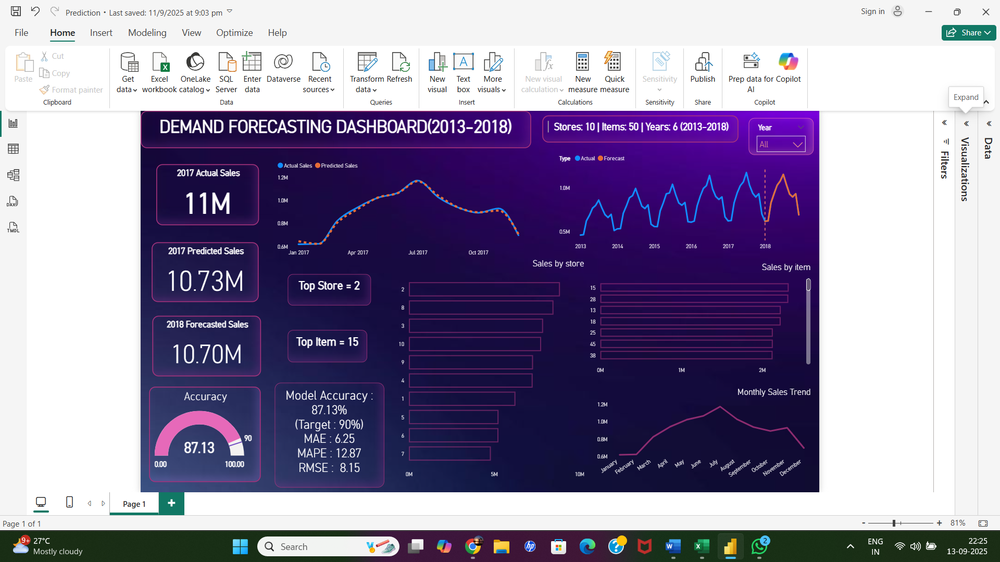 Prediction • Last saved: 11/9/2025 at 9:03 pm
Sign in
File Home Insert Modeling View Optimize Help
Share
Paste
Cut
Copy
Format painter
Clipboard
Get data
Excel workbook
OneLake catalog
SQL Server
Enter data
Dataverse
Recent sources
Data
Transform data
Refresh
Queries
New visual
Text box
More visuals
Insert
New visual calculation
New measure
Quick measure
Calculations
Sensitivity
Sensitivity
Publish
Share
Prep data for AI
Copilot
Copilot
Expand
DAX
TMDL
Filters
Visualizations
Data
DEMAND FORECASTING DASHBOARD(2013-2018)
Stores: 10 | Items: 50 | Years: 6 (2013-2018)
Year
All
2017 Actual Sales
11M
2017 Predicted Sales
10.73M
2018 Forecasted Sales
10.70M
Accuracy
90
87.13
0.00 100.00
Actual Sales Predicted Sales
1.2M
1.0M
0.8M
0.6M
Jan 2017 Apr 2017 Jul 2017 Oct 2017
Type Actual Forecast
1.0M
0.5M
2013 2014 2015 2016 2017 2018
Top Store = 2
Top Item = 15
Model Accuracy :
87.13%
(Target : 90%)
MAE : 6.25
MAPE : 12.87
RMSE : 8.15
Sales by store
2
8
3
10
9
4
1
5
6
7
0M 5M 10M
Sales by item
15
28
13
18
25
45
38
0M 1M 2M
Monthly Sales Trend
1.2M
1.0M
0.8M
0.6M
January February March April May June July August September October November December
Page 1
Page 1 of 1
- + 81%
9+
27°C
Mostly cloudy
Search
2
ENG
IN
22:25
13-09-2025